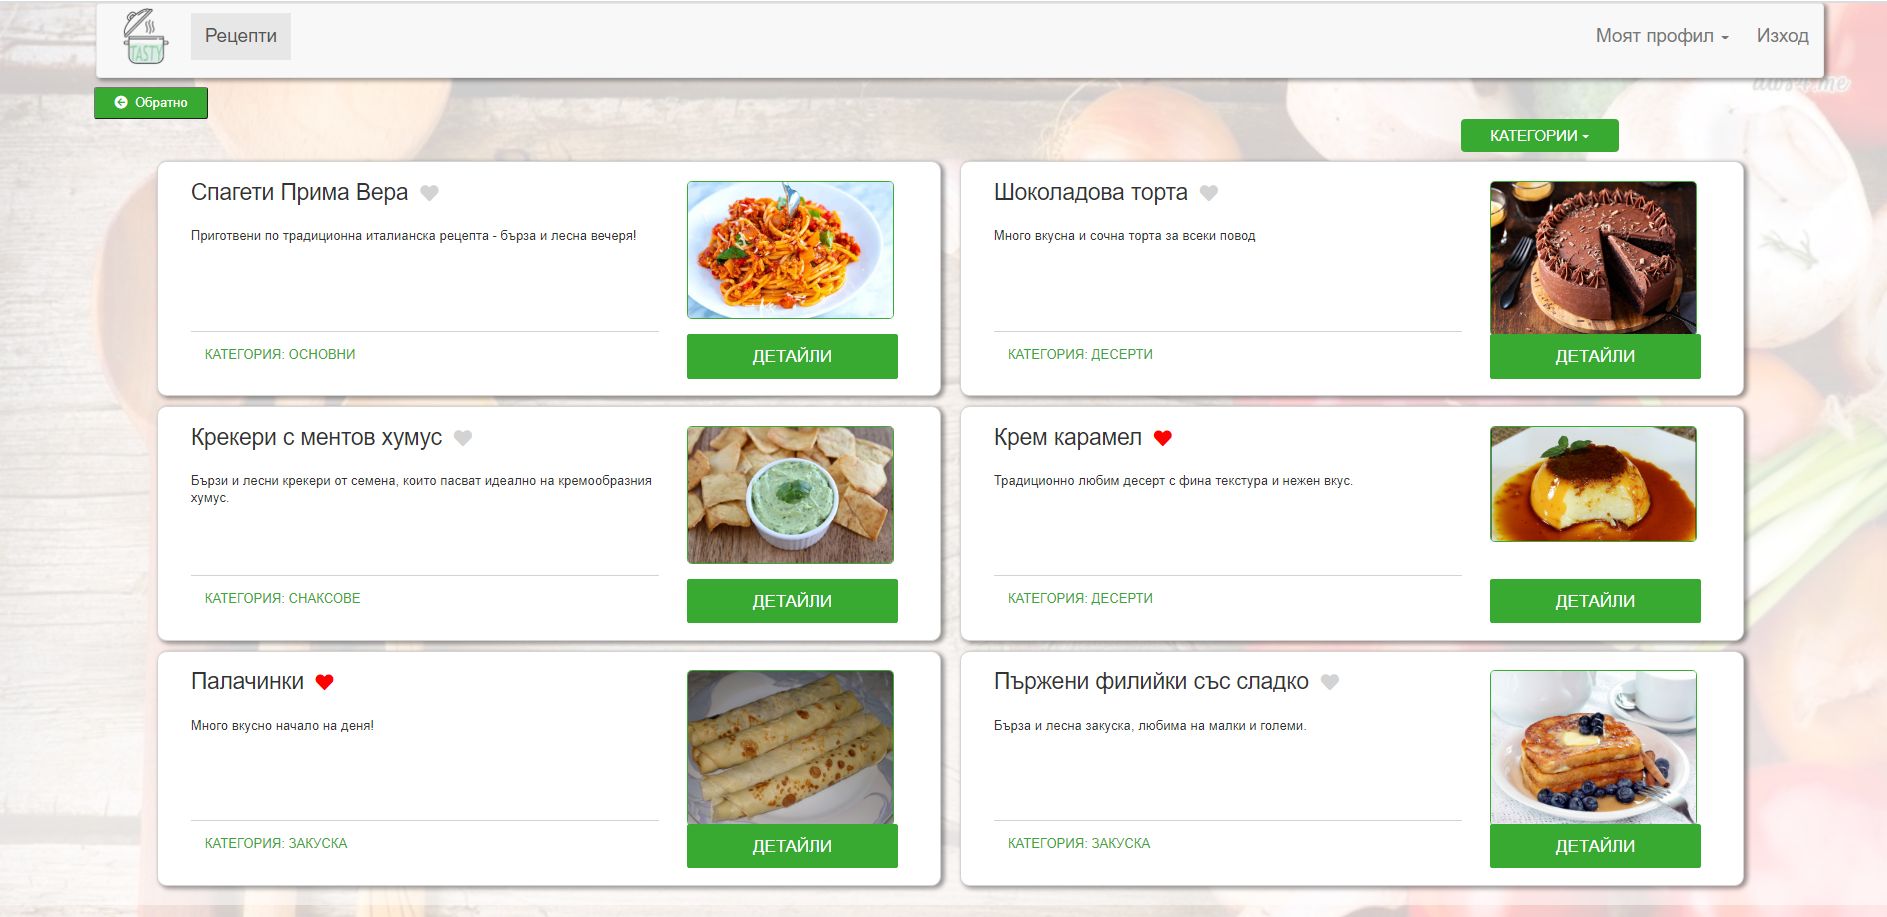 TASTY
Рецепти
Моят профил
Изход
Обратно
КАТЕГОРИИ
Спагети Прима Вера
Приготвени по традиционна италианска рецепта - бърза и лесна вечеря!
КАТЕГОРИЯ: ОСНОВНИ
ДЕТАЙЛИ
Шоколадова торта
Много вкусна и сочна торта за всеки повод
КАТЕГОРИЯ: ДЕСЕРТИ
ДЕТАЙЛИ
Крекери с ментов хумус
Бързи и лесни крекери от семена, които пасват идеално на кремообразния
хумус.
КАТЕГОРИЯ: СНАКСОВЕ
ДЕТАЙЛИ
Крем карамел
Традиционно любим десерт с фина текстура и нежен вкус.
КАТЕГОРИЯ: ДЕСЕРТИ
ДЕТАЙЛИ
Палачинки
Много вкусно начало на деня!
КАТЕГОРИЯ: ЗАКУСКА
ДЕТАЙЛИ
Пържени филийки със сладко
Бърза и лесна закуска, любима на малки и големи.
КАТЕГОРИЯ: ЗАКУСКА
ДЕТАЙЛИ